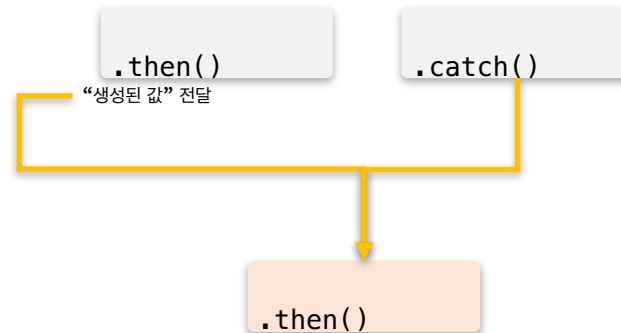 .then()
.catch()
“생성된 값” 전달
.then()